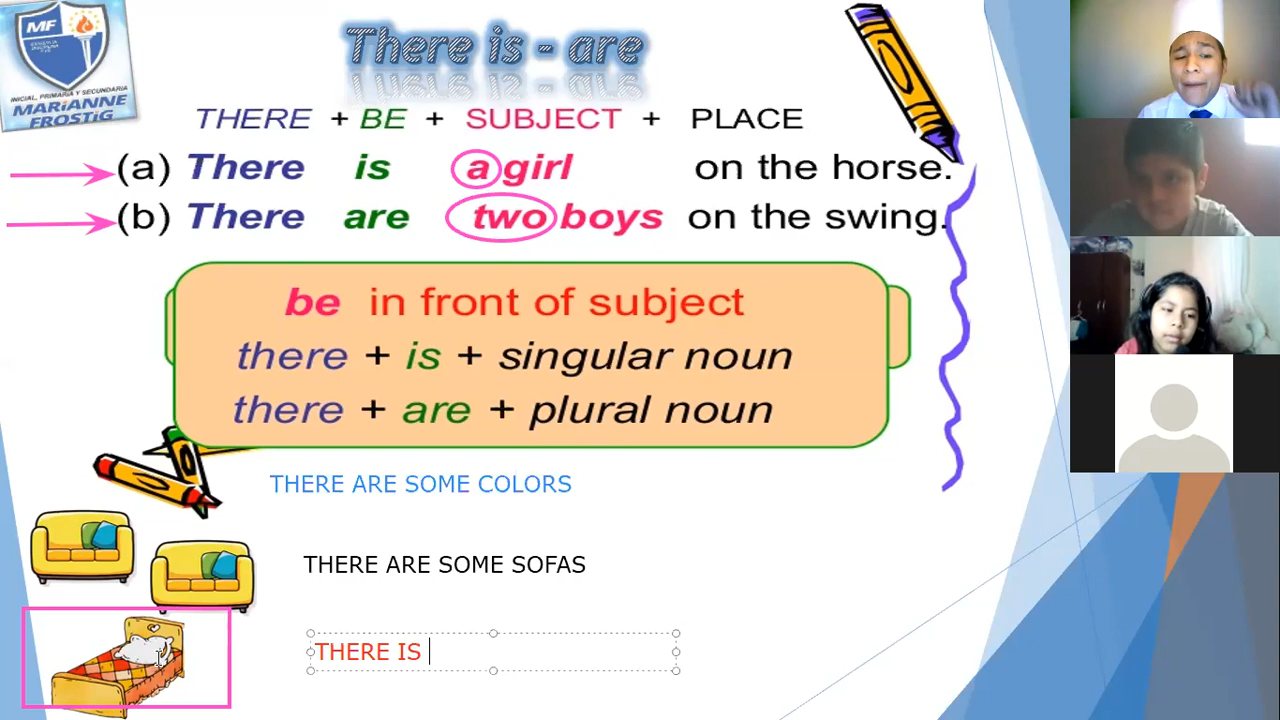 MF
INICIAL, PRIMARIA Y SECUNDARIA
MARIANNE
FROSTIG
There is - are
THERE + BE + SUBJECT + PLACE
(a) There is a girl on the horse.
(b) There are two boys on the swing.
be in front of subject
there + is + singular noun
there + are + plural noun
THERE ARE SOME COLORS
THERE ARE SOME SOFAS
THERE IS